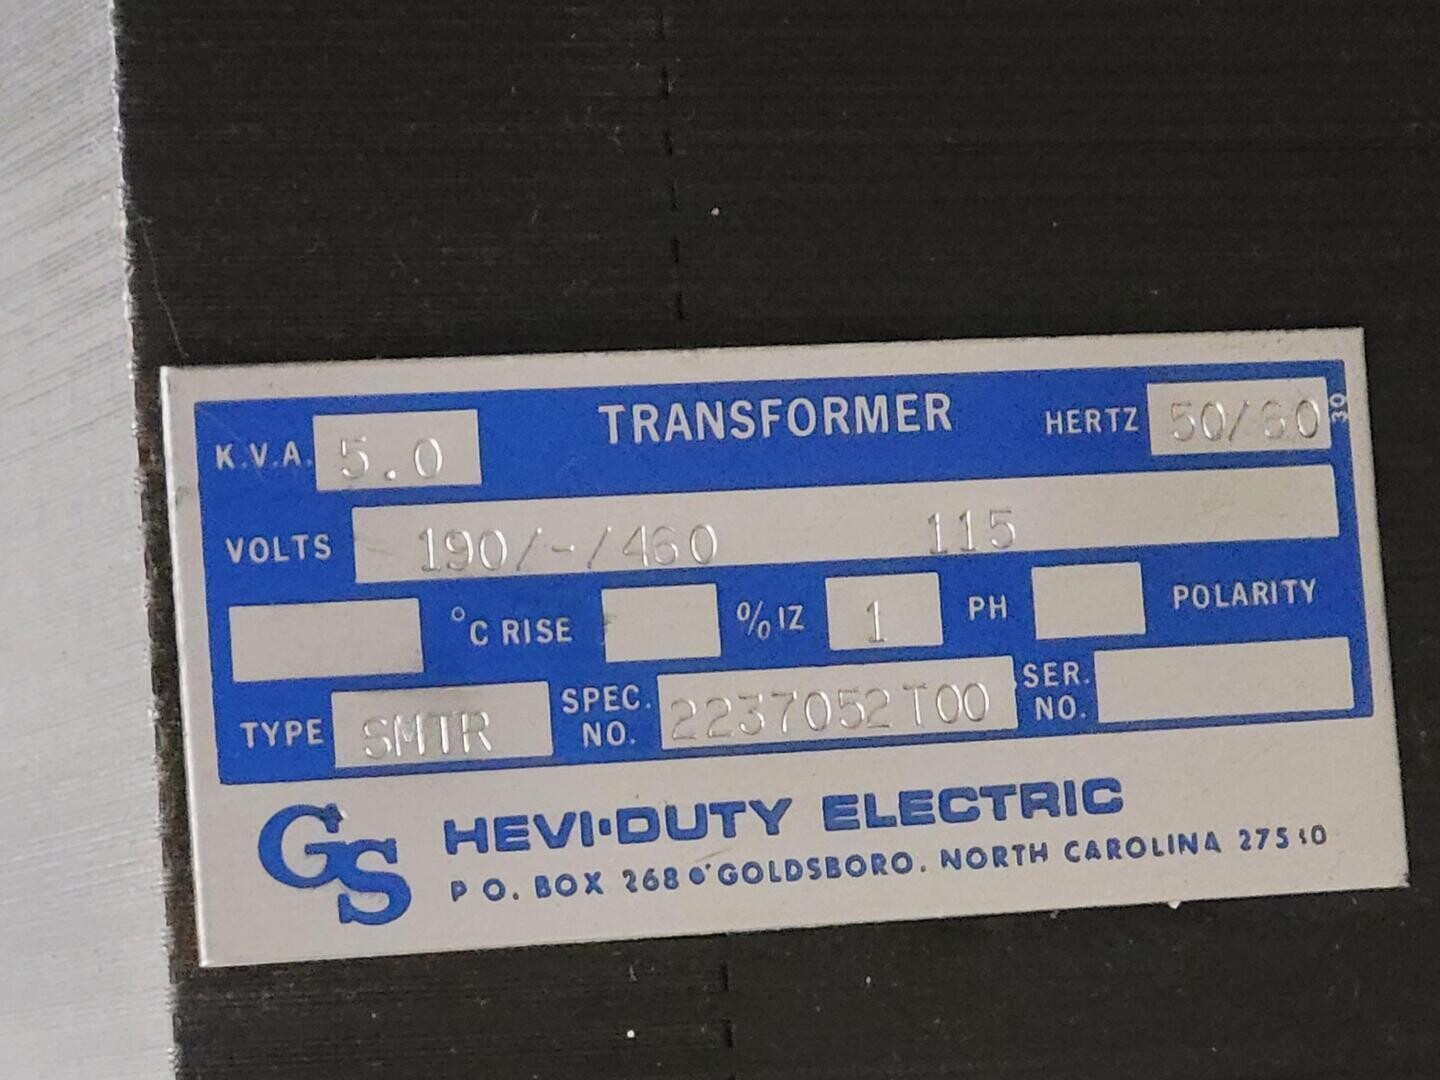 K.V.A. 5.0 TRANSFORMER HERTZ 50/60 30
VOLTS 190/-/460 115
°C RISE %IZ 1 PH POLARITY
TYPE SMTR SPEC. NO. 2237052T00 SER. NO.
GS HEVI·DUTY ELECTRIC
P O. BOX 268 GOLDSBORO. NORTH CAROLINA